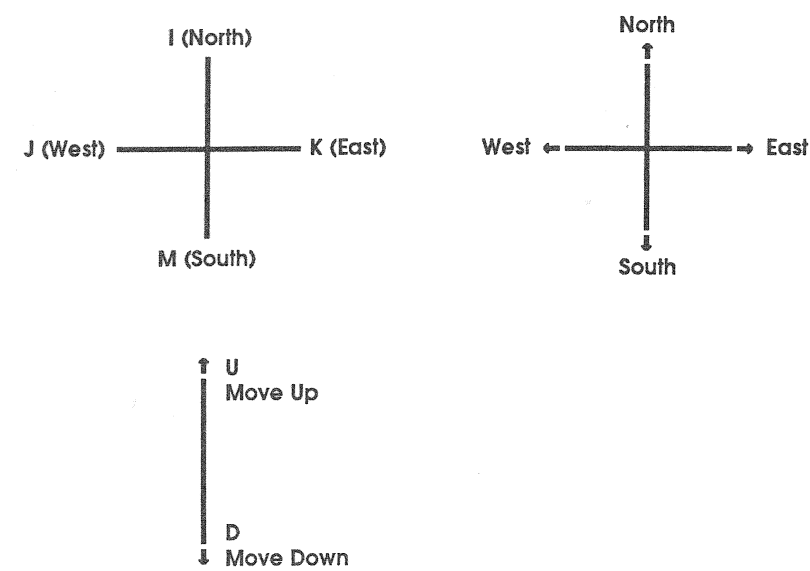 I (North)
J (West)
K (East)
M (South)
North
West
East
South
U
Move Up
D
Move Down